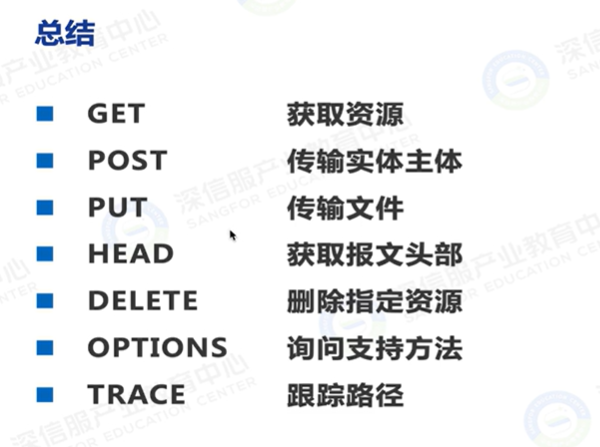 总结
GET 获取资源
POST 传输实体主体
PUT 传输文件
HEAD 获取报文头部
DELETE 删除指定资源
OPTIONS 询问支持方法
TRACE 跟踪路径
深信服产业教育中心
SANGFOR EDUCATION CENTER